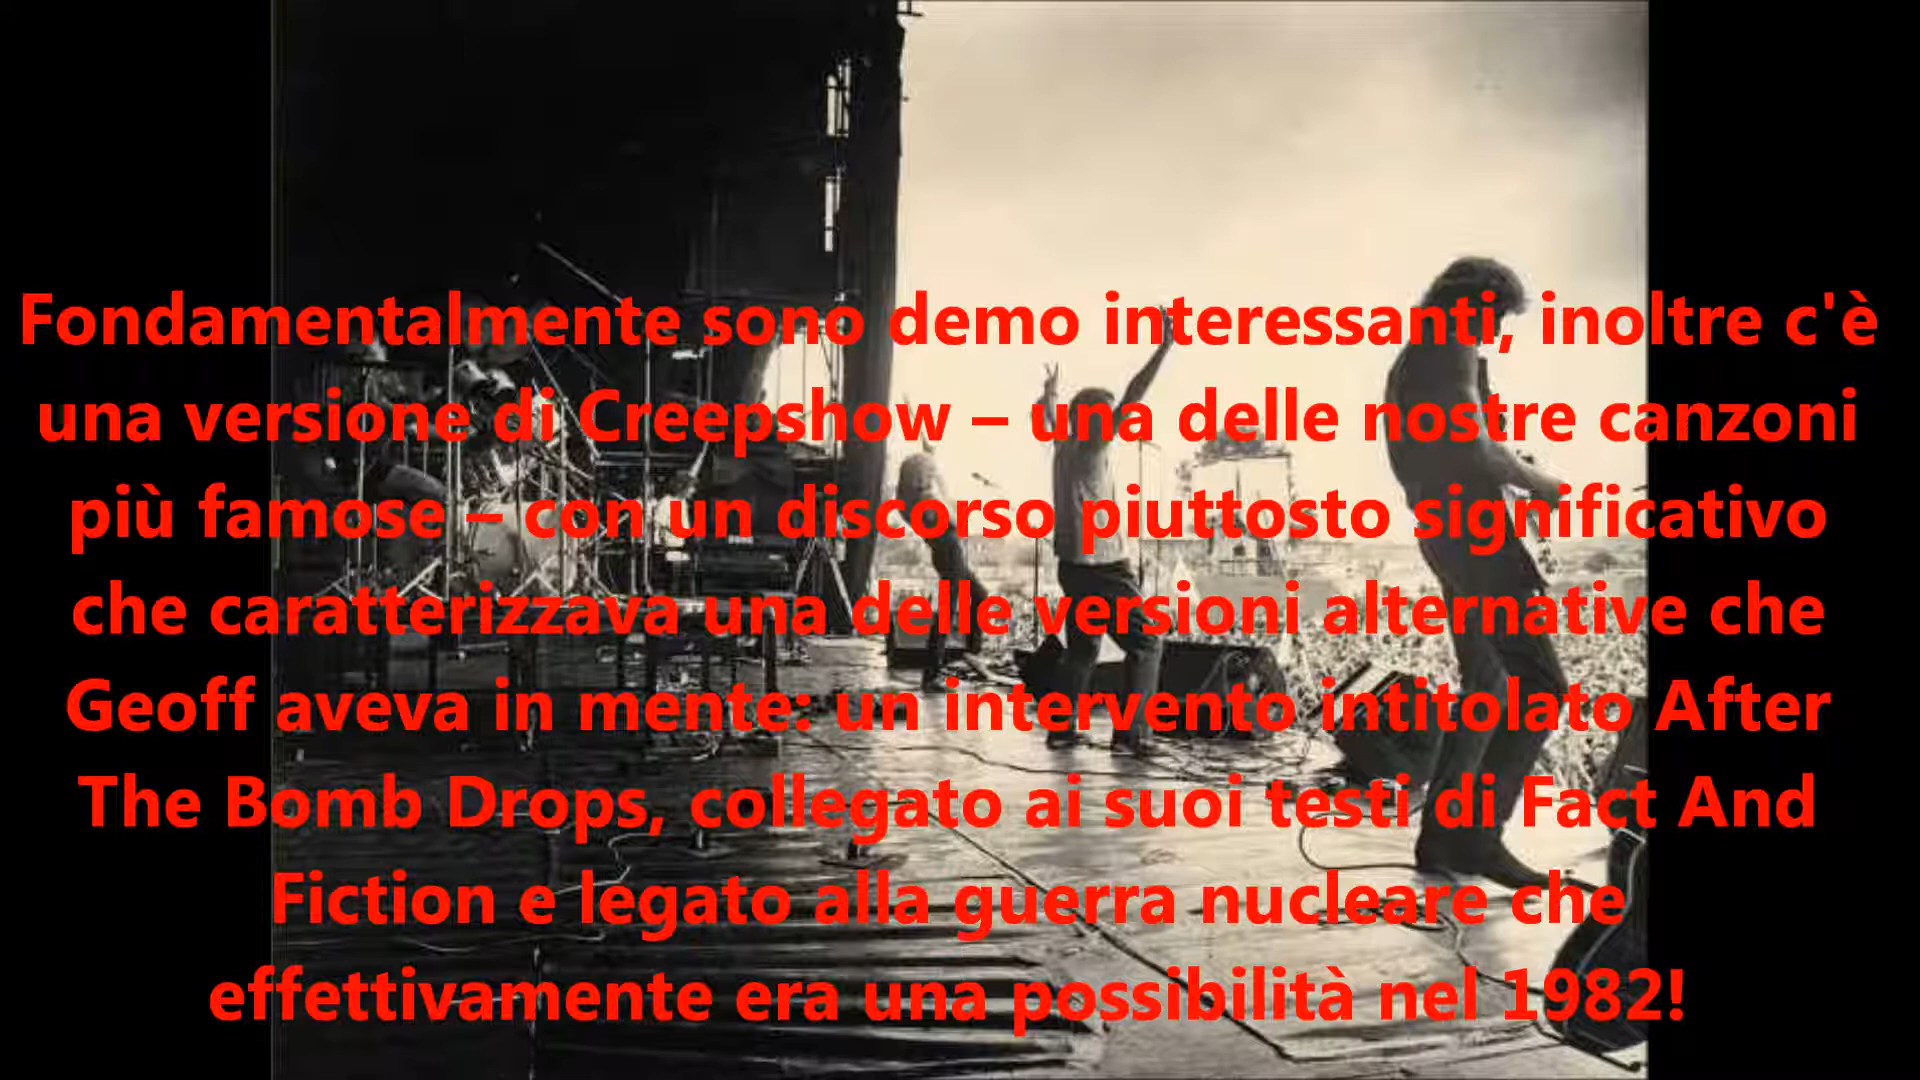 Fondamentalmente sono demo interessanti, inoltre c'è
una versione di Creepshow – una delle nostre canzoni
più famose – con un discorso piuttosto significativo
che caratterizzava una delle versioni alternative che
Geoff aveva in mente: un intervento intitolato After
The Bomb Drops, collegato ai suoi testi di Fact And
Fiction e legato alla guerra nucleare che
effettivamente era una possibilità nel 1982!